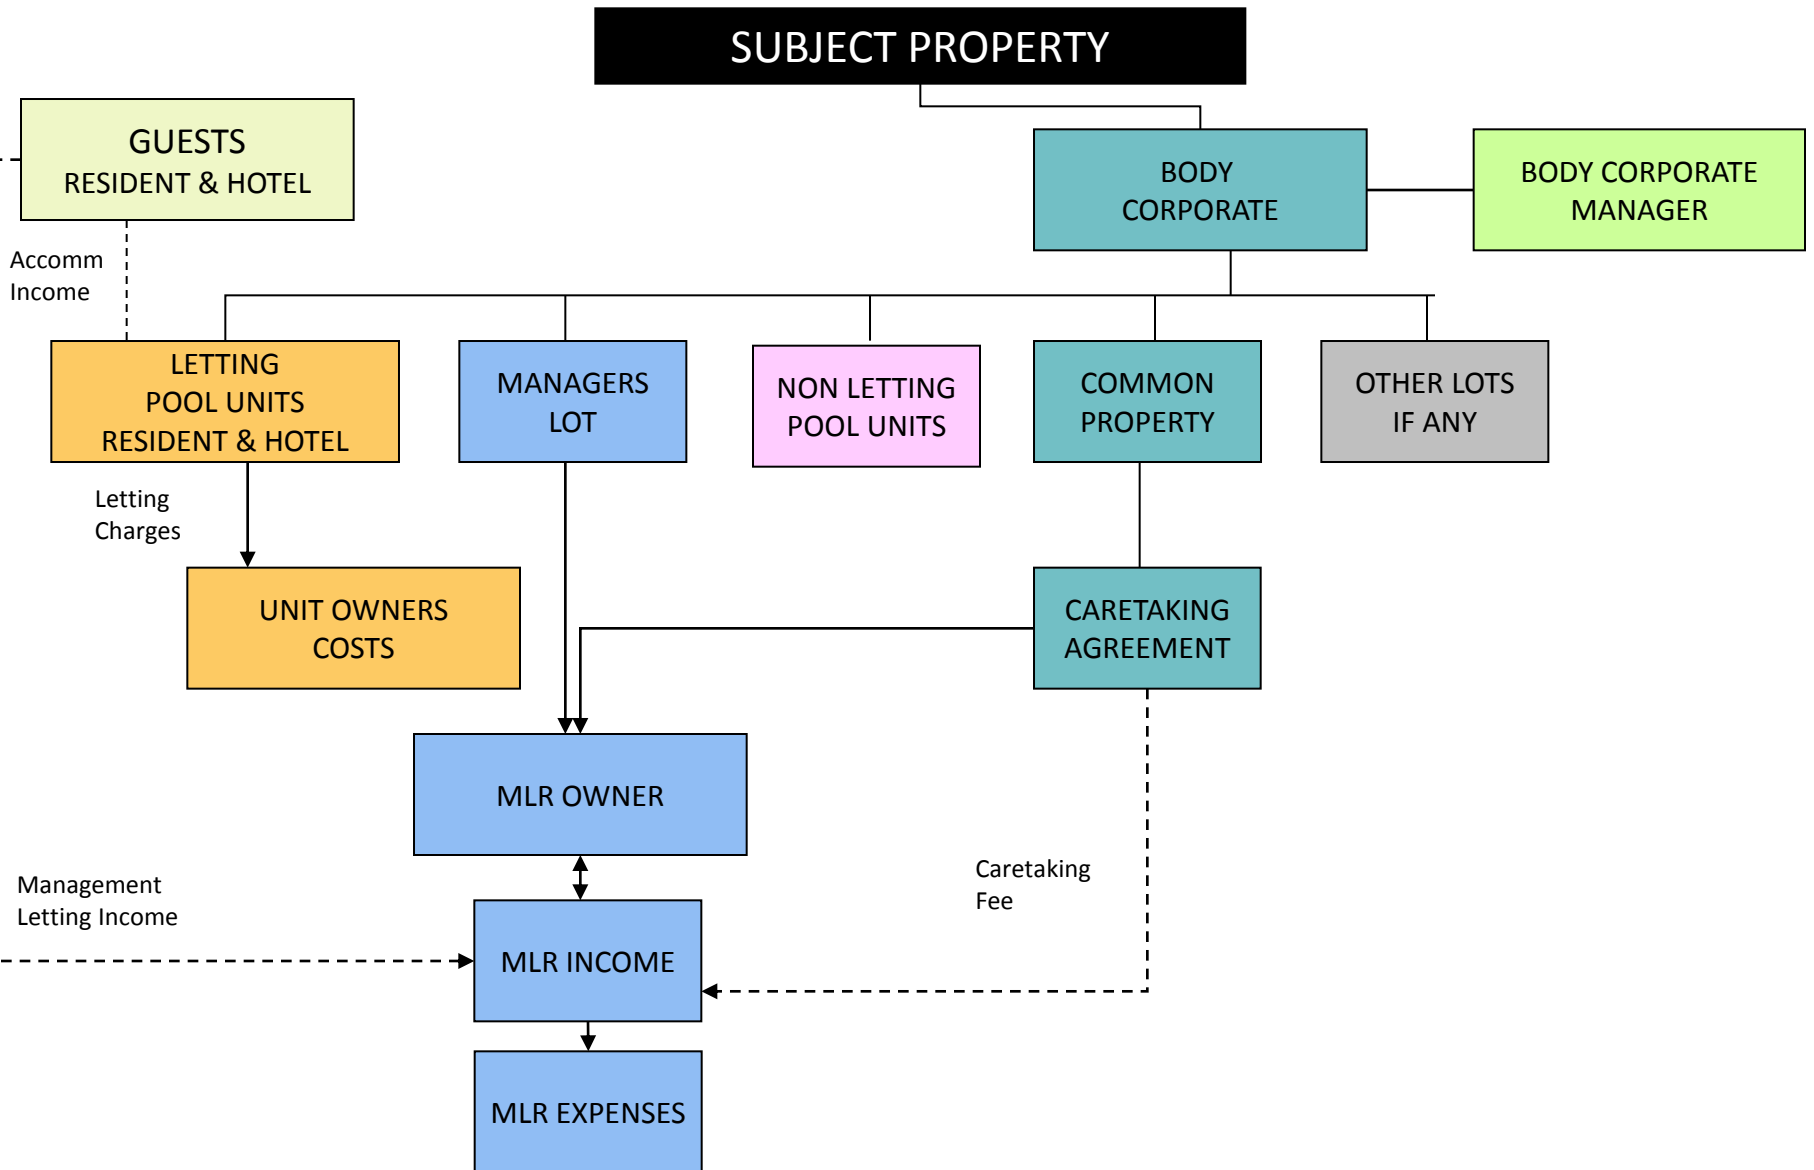 SUBJECT PROPERTY
GUESTS
RESIDENT & HOTEL
BODY
CORPORATE
BODY CORPORATE
MANAGER
Accomm
Income
LETTING
POOL UNITS
RESIDENT & HOTEL
MANAGERS
LOT
NON LETTING
POOL UNITS
COMMON
PROPERTY
OTHER LOTS
IF ANY
Letting
Charges
UNIT OWNERS
COSTS
CARETAKING
AGREEMENT
MLR OWNER
Caretaking
Fee
Management
Letting Income
MLR INCOME
MLR EXPENSES